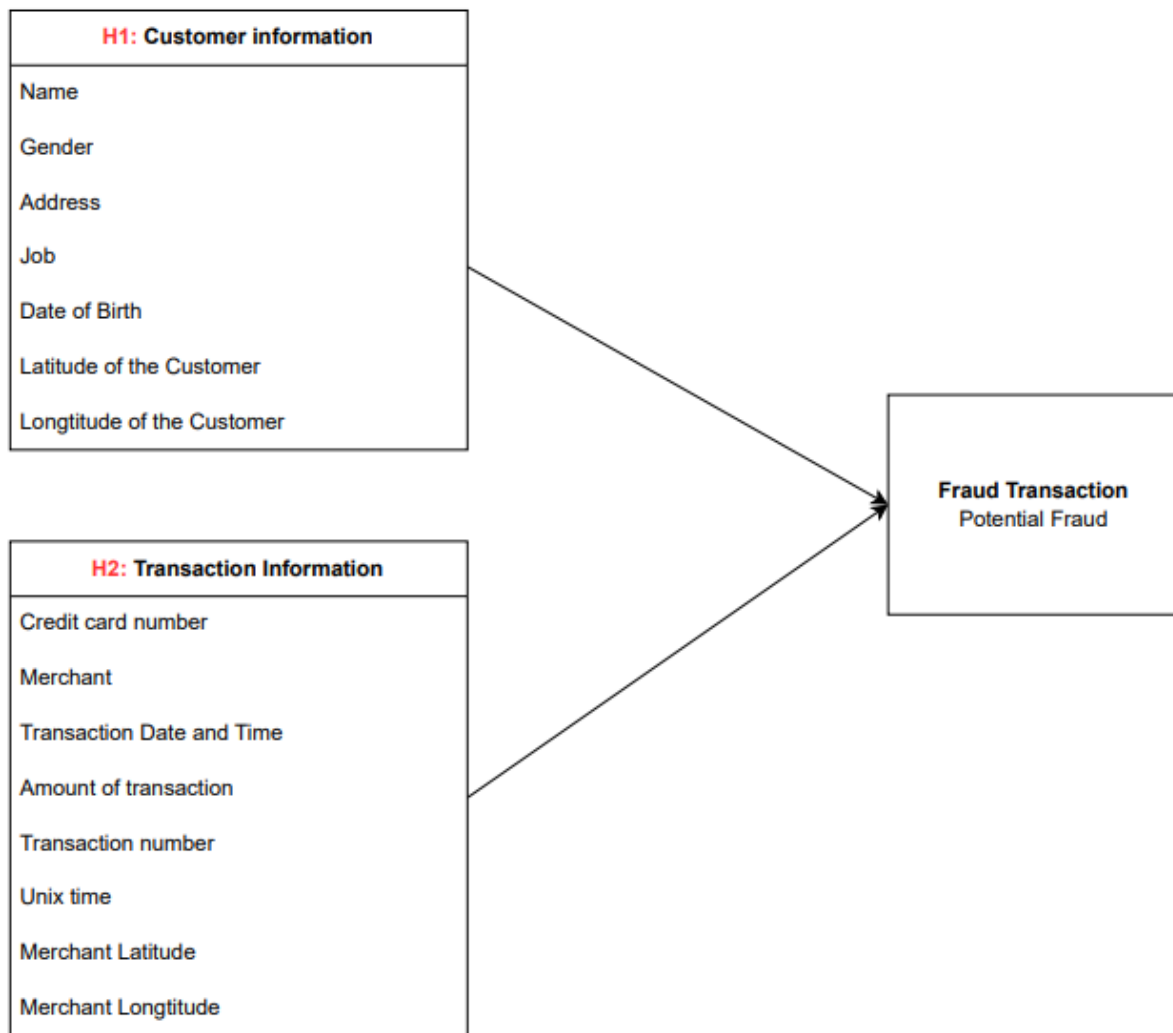 H1: Customer information
Name
Gender
Address
Job
Date of Birth
Latitude of the Customer
Longtitude of the Customer
Fraud Transaction
Potential Fraud
H2: Transaction Information
Credit card number
Merchant
Transaction Date and Time
Amount of transaction
Transaction number
Unix time
Merchant Latitude
Merchant Longtitude